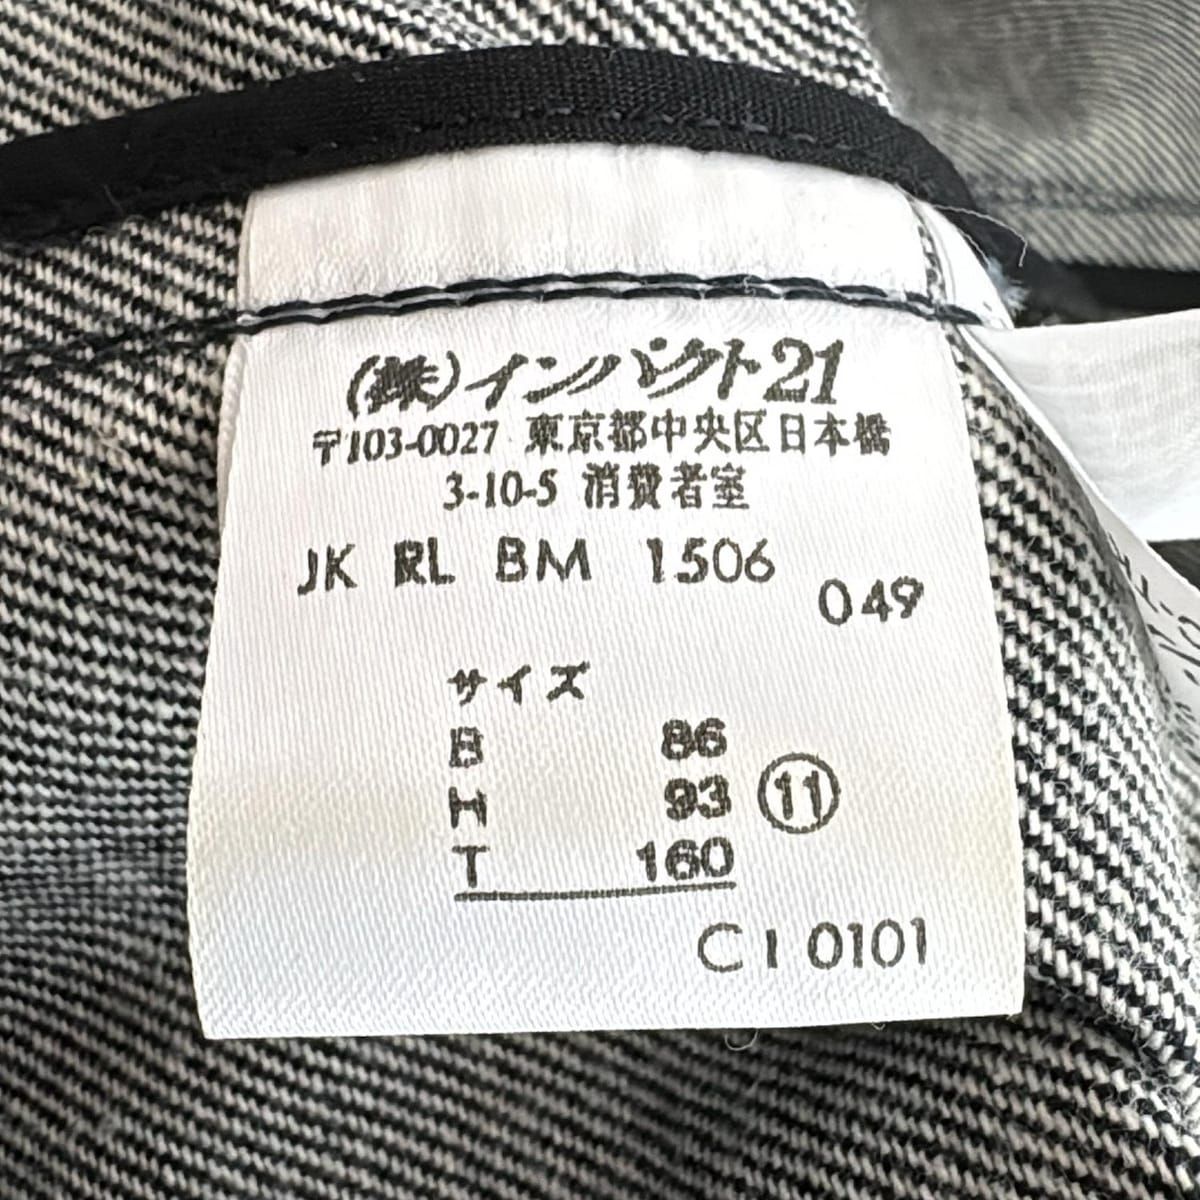 (株)インパクト21
〒103-0027 東京都中央区日本橋
3-10-5 消費者室
JK RL BM 1506
049
サイズ
B 86
H 93 ⑪
T 160
CI 0101